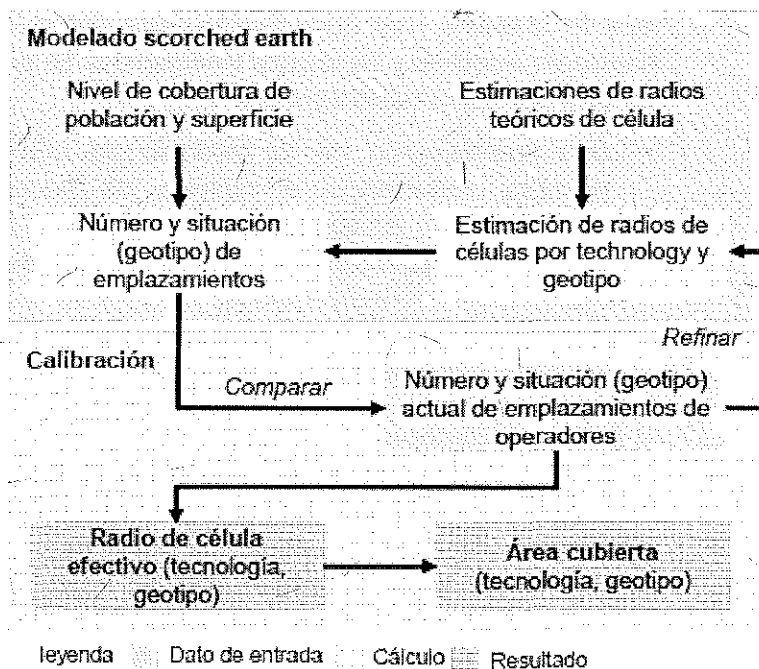 Modelado scorched earth
Nivel de cobertura de
población y superficie
Estimaciones de radios
teóricos de célula
Número y situación
(geotipo) de
emplazamientos
Estimación de radios de
células por technology y
geotipo
Refinar
Calibración
Comparar
Número y situación (geotipo)
actual de emplazamientos de
operadores
Radio de célula
efectivo (tecnología,
geotipo)
Área cubierta
(tecnología, geotipo)
leyenda Dato de entrada Cálculo Resultado